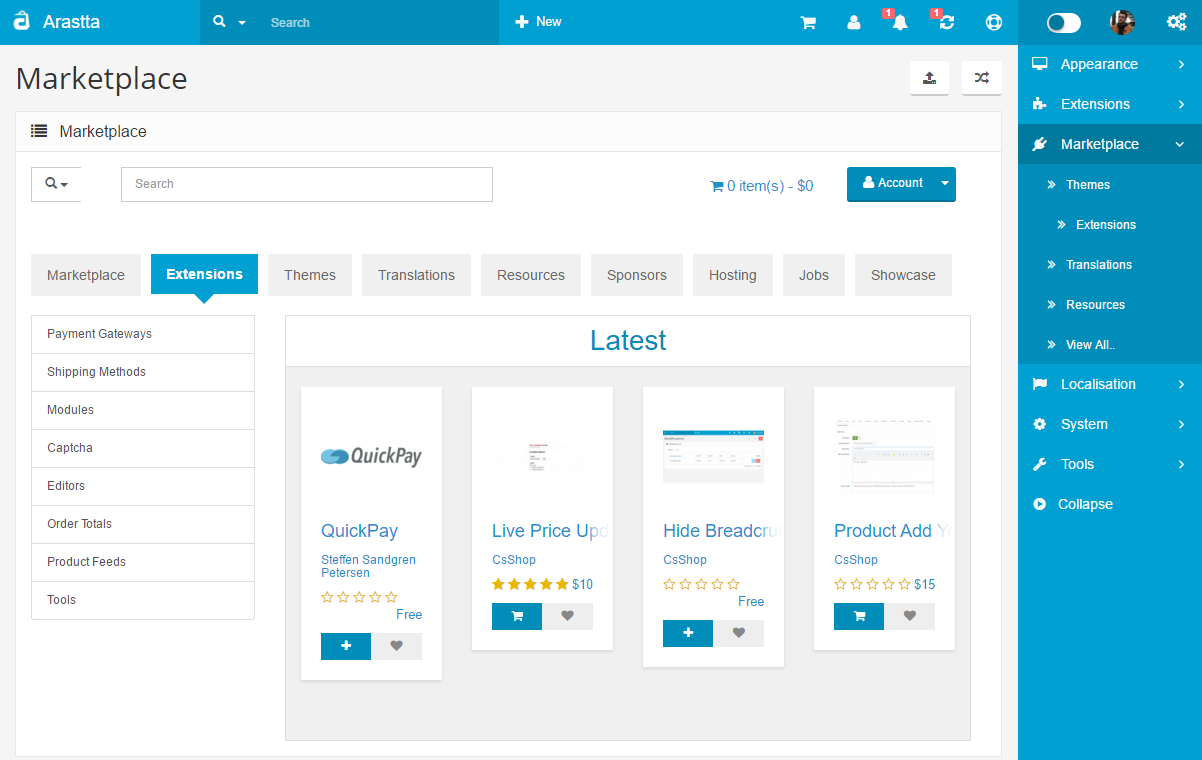 Arastta
Search
New
1
1
Marketplace
Marketplace
Search
0 item(s) - $0
Account
Marketplace
Extensions
Themes
Translations
Resources
Sponsors
Hosting
Jobs
Showcase
Payment Gateways
Shipping Methods
Modules
Captcha
Editors
Order Totals
Product Feeds
Tools
Latest
QuickPay
QuickPay
Steffen Sandgren
Petersen
Free
Live Price Upd
CsShop
$10
Hide Breadcru
CsShop
Free
Product Add Yo
CsShop
$15
Appearance
Extensions
Marketplace
Themes
Extensions
Translations
Resources
View All..
Localisation
System
Tools
Collapse